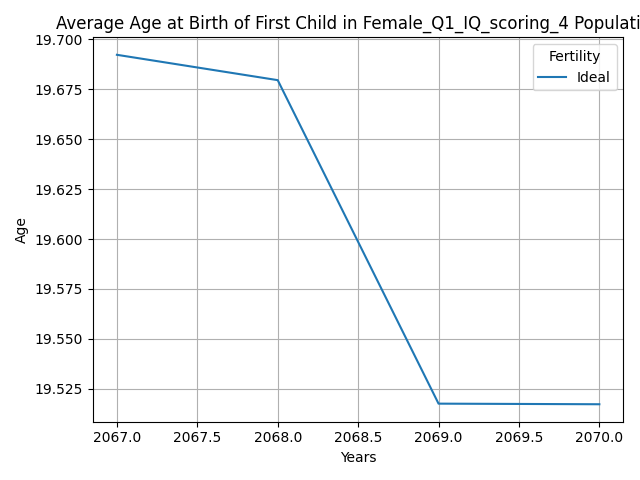 Average Age at Birth of First Child in Female_Q1_IQ_scoring_4 Populati
19.700
19.675
19.650
19.625
19.600
19.575
19.550
19.525
Age
Fertility
Ideal
2067.0 2067.5 2068.0 2068.5 2069.0 2069.5 2070.0
Years